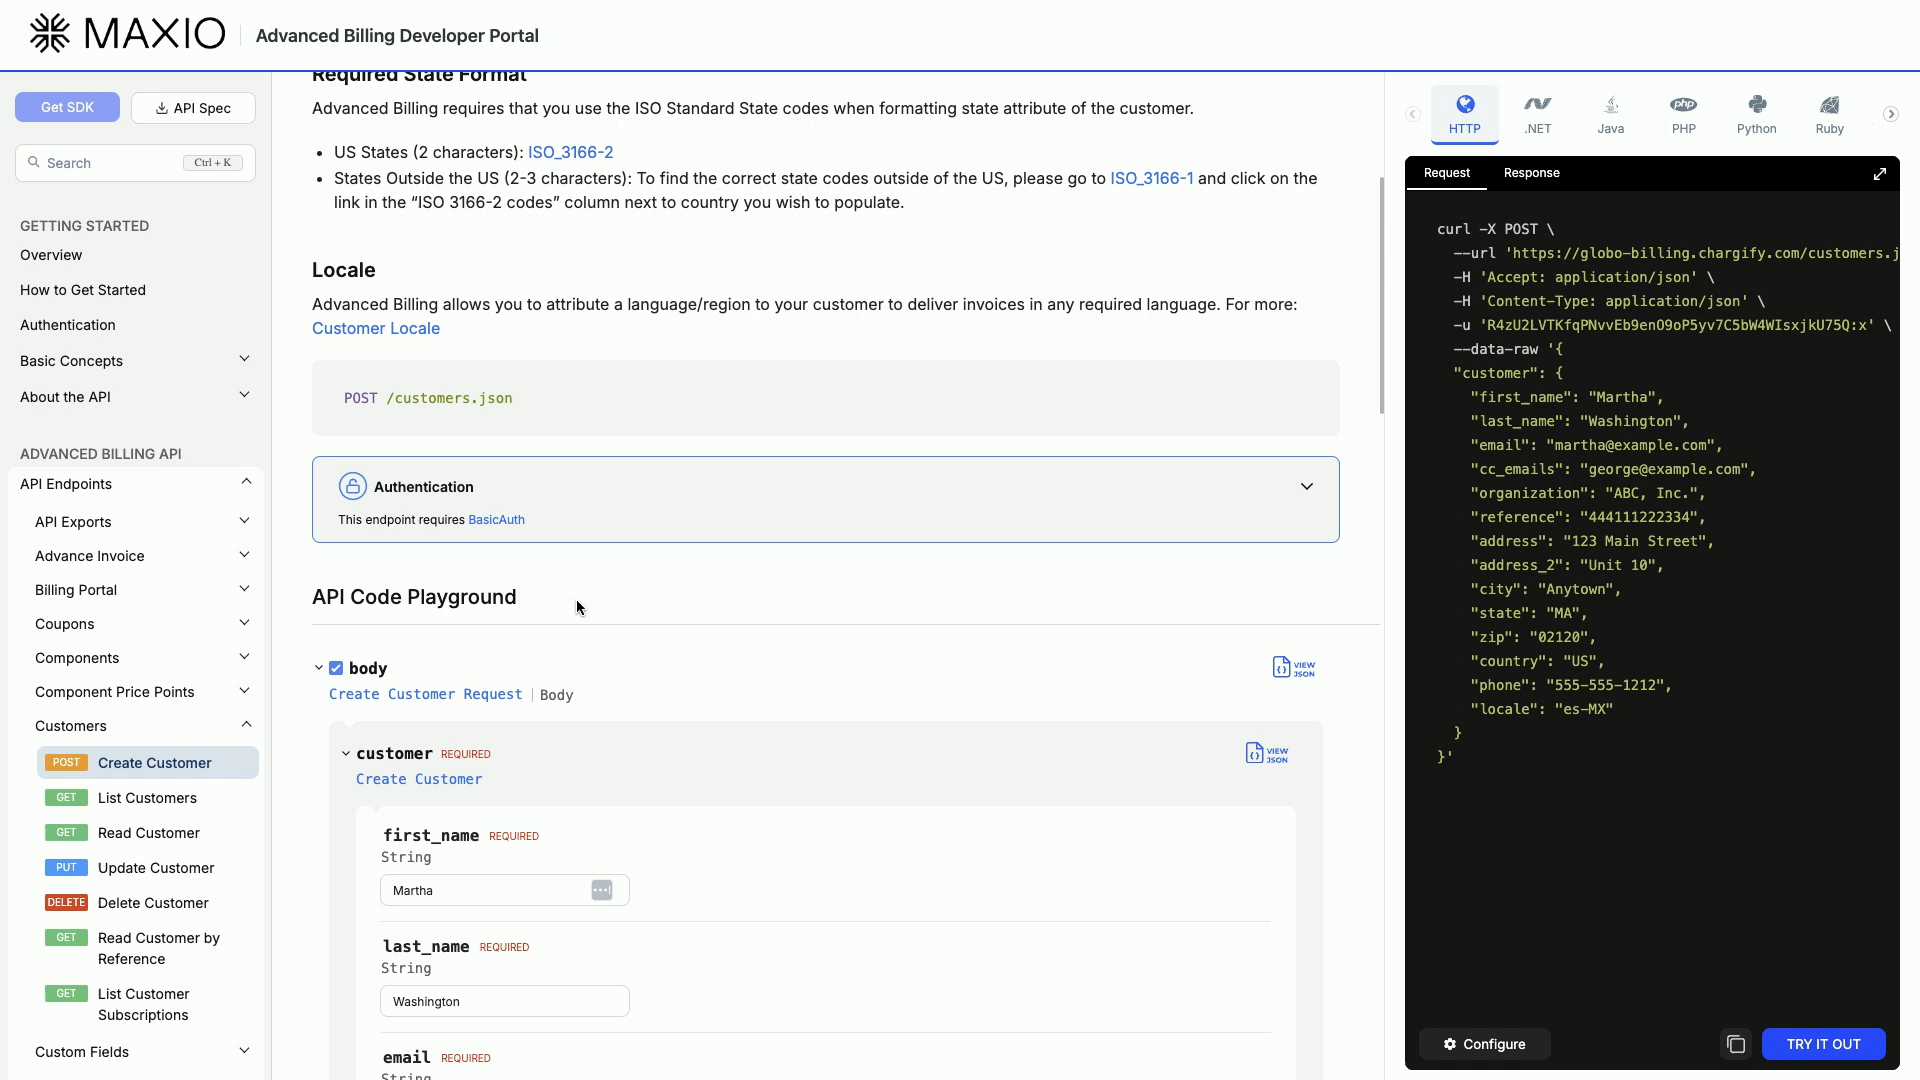 MAXIO
Advanced Billing Developer Portal
Get SDK
API Spec
Search
Ctrl + K
GETTING STARTED
Overview
How to Get Started
Authentication
Basic Concepts
About the API
ADVANCED BILLING API
API Endpoints
API Exports
Advance Invoice
Billing Portal
Coupons
Components
Component Price Points
Customers
POST Create Customer
GET List Customers
GET Read Customer
PUT Update Customer
DELETE Delete Customer
GET Read Customer by
Reference
GET List Customer
Subscriptions
Custom Fields
Required State Format
Advanced Billing requires that you use the ISO Standard State codes when formatting state attribute of the customer.
• US States (2 characters): ISO_3166-2
• States Outside the US (2-3 characters): To find the correct state codes outside of the US, please go to ISO_3166-1 and click on the
link in the “ISO 3166-2 codes” column next to country you wish to populate.
Locale
Advanced Billing allows you to attribute a language/region to your customer to deliver invoices in any required language. For more:
Customer Locale
POST /customers.json
Authentication
This endpoint requires BasicAuth
API Code Playground
body
VIEW
JSON
Create Customer Request | Body
customer REQUIRED
VIEW
JSON
Create Customer
first_name REQUIRED
String
Martha
last_name REQUIRED
String
Washington
email REQUIRED
String
HTTP
.NET
Java
php
PHP
Python
Ruby
Request
Response
curl -X POST \
--url 'https://globo-billing.chargify.com/customers.j
-H 'Accept: application/json' \
-H 'Content-Type: application/json' \
-u 'R4zU2LVTKfqPNvvEb9enO9oP5yv7C5bW4WIsxjkU75Q:x' \
--data-raw '{
"customer": {
"first_name": "Martha",
"last_name": "Washington",
"email": "martha@example.com",
"cc_emails": "george@example.com",
"organization": "ABC, Inc.",
"reference": "444111222334",
"address": "123 Main Street",
"address_2": "Unit 10",
"city": "Anytown",
"state": "MA",
"zip": "02120",
"country": "US",
"phone": "555-555-1212",
"locale": "es-MX"
}
}'
Configure
TRY IT OUT